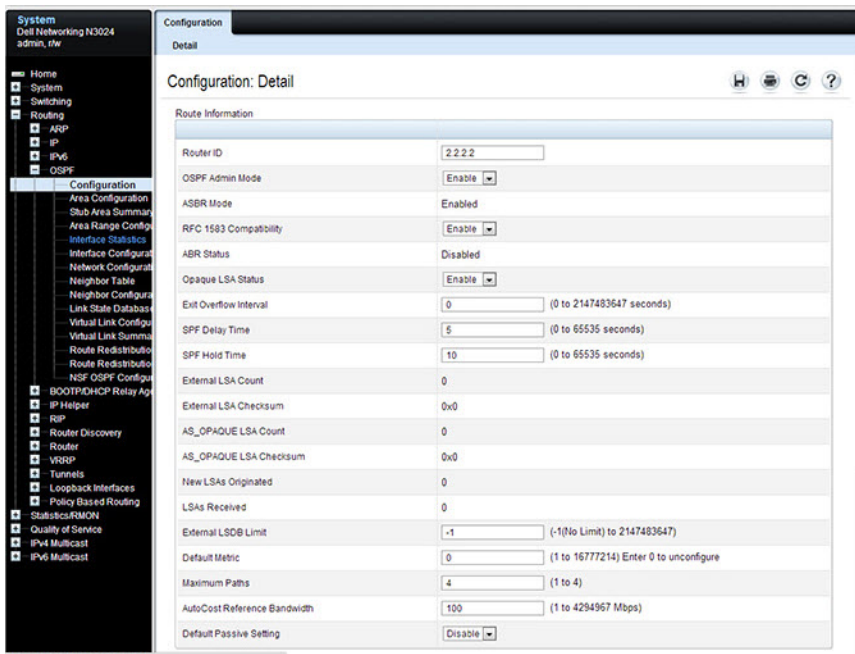 System
Dell Networking N3024
admin, r/w
Home
System
Switching
Routing
ARP
IP
IPv6
OSPF
Configuration
Area Configuration
Stub Area Summary
Area Range Configu
Interface Statistics
Interface Configurat
Network Configurati
Neighbor Table
Neighbor Configura
Link State Databas
Virtual Link Configu
Virtual Link Summa
Route Redistributio
Route Redistributio
NSF OSPF Configu
BOOTP/DHCP Relay Age
IP Helper
RIP
Router Discovery
Router
VRRP
Tunnels
Loopback Interfaces
Policy Based Routing
Statistics/RMON
Quality of Service
IPv4 Multicast
IPv6 Multicast
Configuration
Detail
Configuration: Detail
H C ?
Route Information
Router ID 2.2.2.2
OSPF Admin Mode Enable
ASBR Mode Enabled
RFC 1583 Compatibility Enable
ABR Status Disabled
Opaque LSA Status Enable
Exit Overflow Interval 0 (0 to 2147483647 seconds)
SPF Delay Time 5 (0 to 65535 seconds)
SPF Hold Time 10 (0 to 65535 seconds)
External LSA Count 0
External LSA Checksum 0x0
AS_OPAQUE LSA Count 0
AS_OPAQUE LSA Checksum 0x0
New LSAs Originated 0
LSAs Received 0
External LSDB Limit -1 (-1(No Limit) to 2147483647)
Default Metric 0 (1 to 16777214) Enter 0 to unconfigure
Maximum Paths 4 (1 to 4)
AutoCost Reference Bandwidth 100 (1 to 4294967 Mbps)
Default Passive Setting Disable